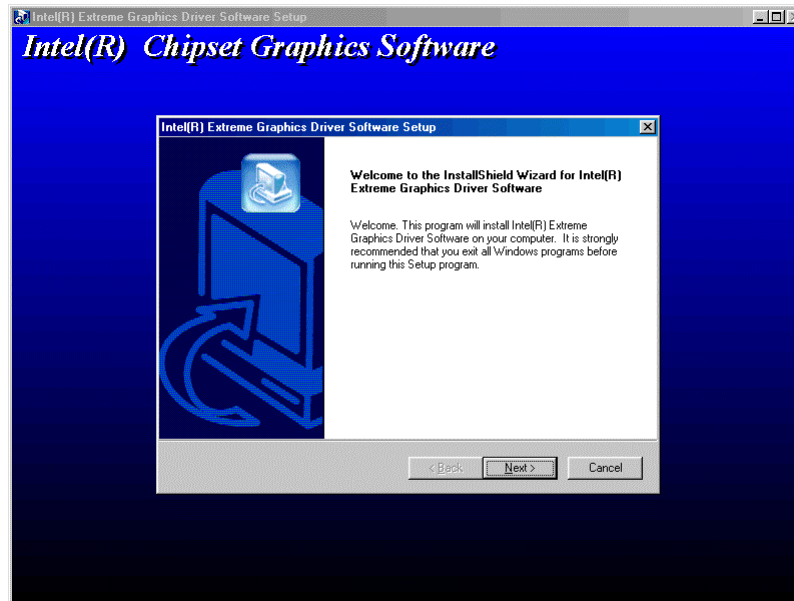 Intel(R) Extreme Graphics Driver Software Setup
Intel(R) Chipset Graphics Software
Intel(R) Extreme Graphics Driver Software Setup
Welcome to the InstallShield Wizard for Intel(R)
Extreme Graphics Driver Software
Welcome. This program will install Intel(R) Extreme
Graphics Driver Software on your computer. It is strongly
recommended that you exit all Windows programs before
running this Setup program.
< Back Next > Cancel